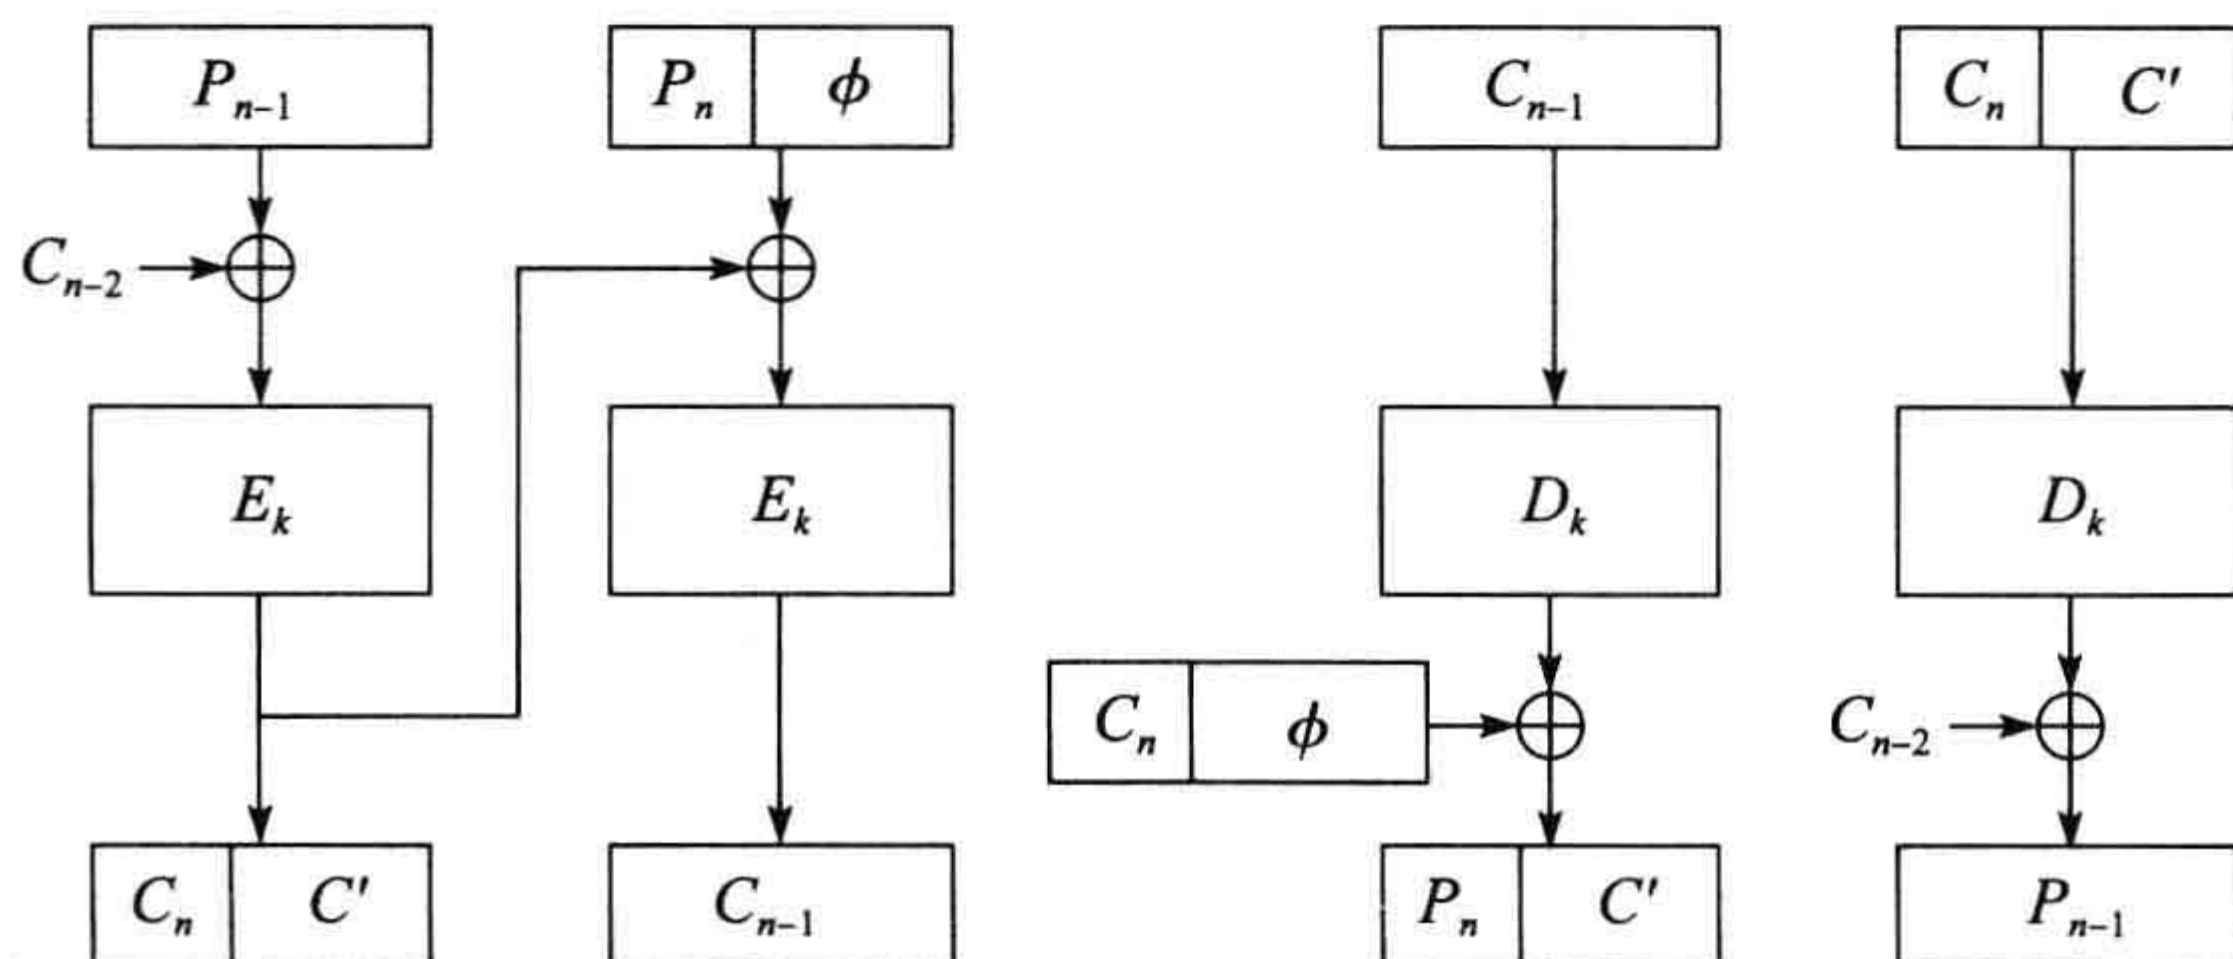 P_{n-1} P_n ϕ C_{n-1} C_n C'
C_{n-2}
E_k E_k D_k D_k
C_n ϕ C_{n-2}
C_n C' C_{n-1} P_n C' P_{n-1}